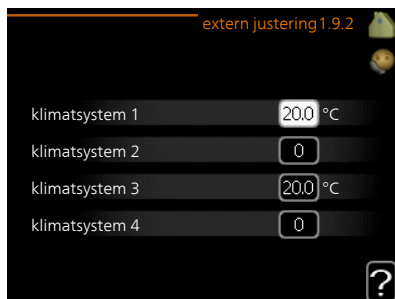 extern justering 1.9.2
klimatsystem 1 20.0 °C
klimatsystem 2 0
klimatsystem 3 20.0 °C
klimatsystem 4 0
?